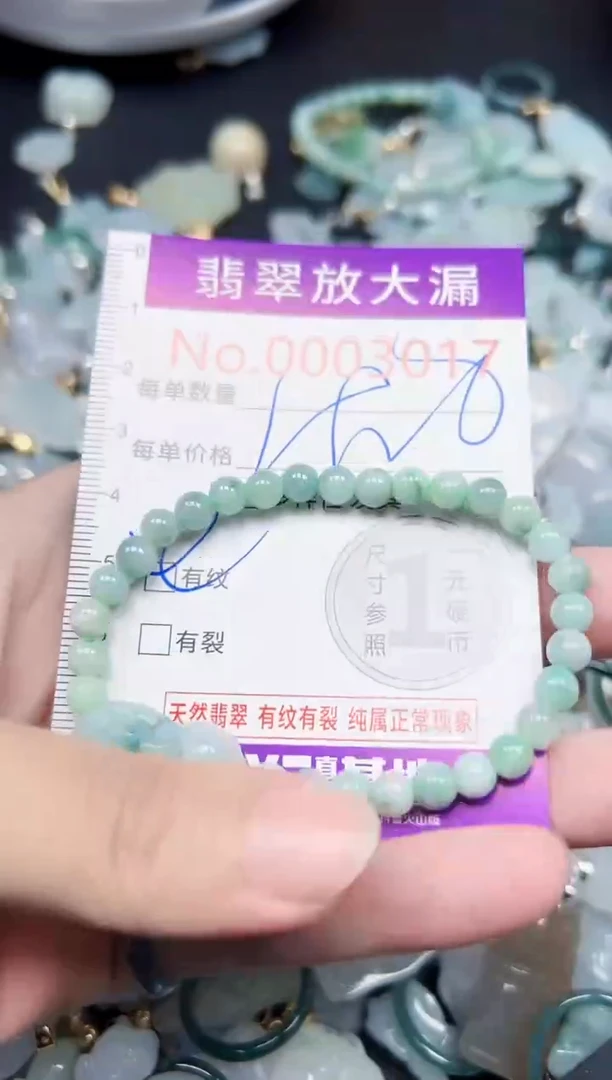 翡翠放大漏
No.0003017
每单数量
每单价格
有纹
尺寸参照
1
元硬币
有裂
天然翡翠 有纹有裂 纯属正常现象